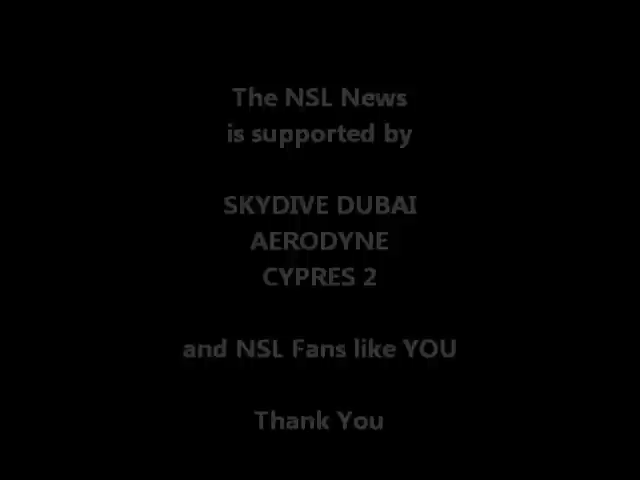 The NSL News
is supported by
SKYDIVE DUBAI
AERODYNE
CYPRES 2
and NSL Fans like YOU
Thank You